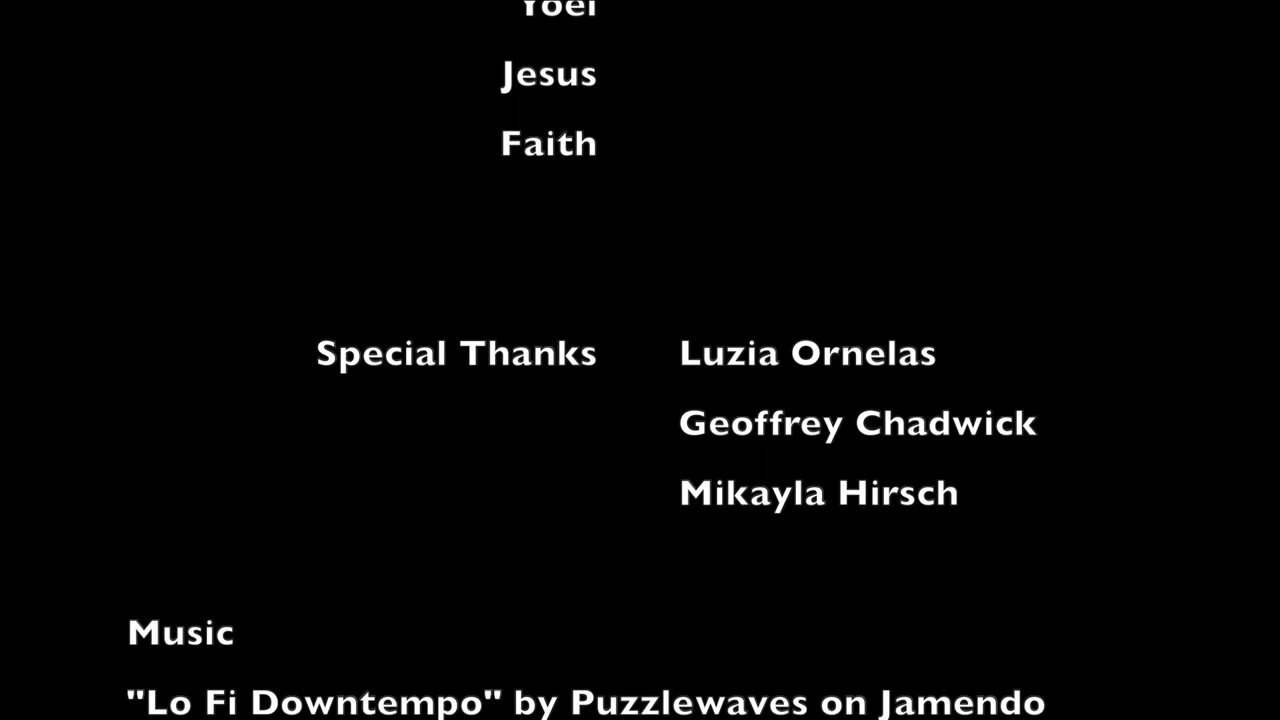 Jesus
Faith
Special Thanks Luzia Ornelas
Geoffrey Chadwick
Mikayla Hirsch
Music
"Lo Fi Downtempo" by Puzzlewaves on Jamendo